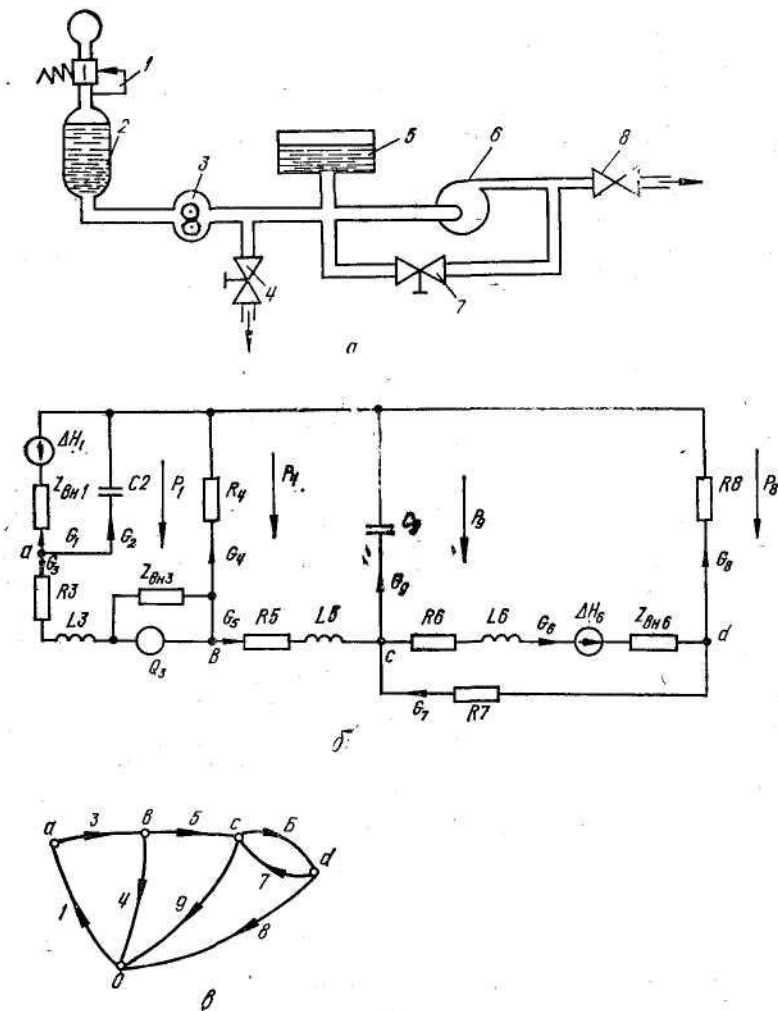 1
2
3
5
6
8
4
7
а
ΔH₁
Zвн1
C2
P₁
R4
P4
G₁
G₂
a
G₃
R3
Zвн3
G₄
L3
Q₃
в
G₅
R5
L5
C9
P₉
G₉
c
R6
L6
G₆
ΔH₆
Zвн6
d
R8
P₈
G₈
G₇
R7
б
a
3
в
5
c
Б
d
7
1
4
9
8
0
в